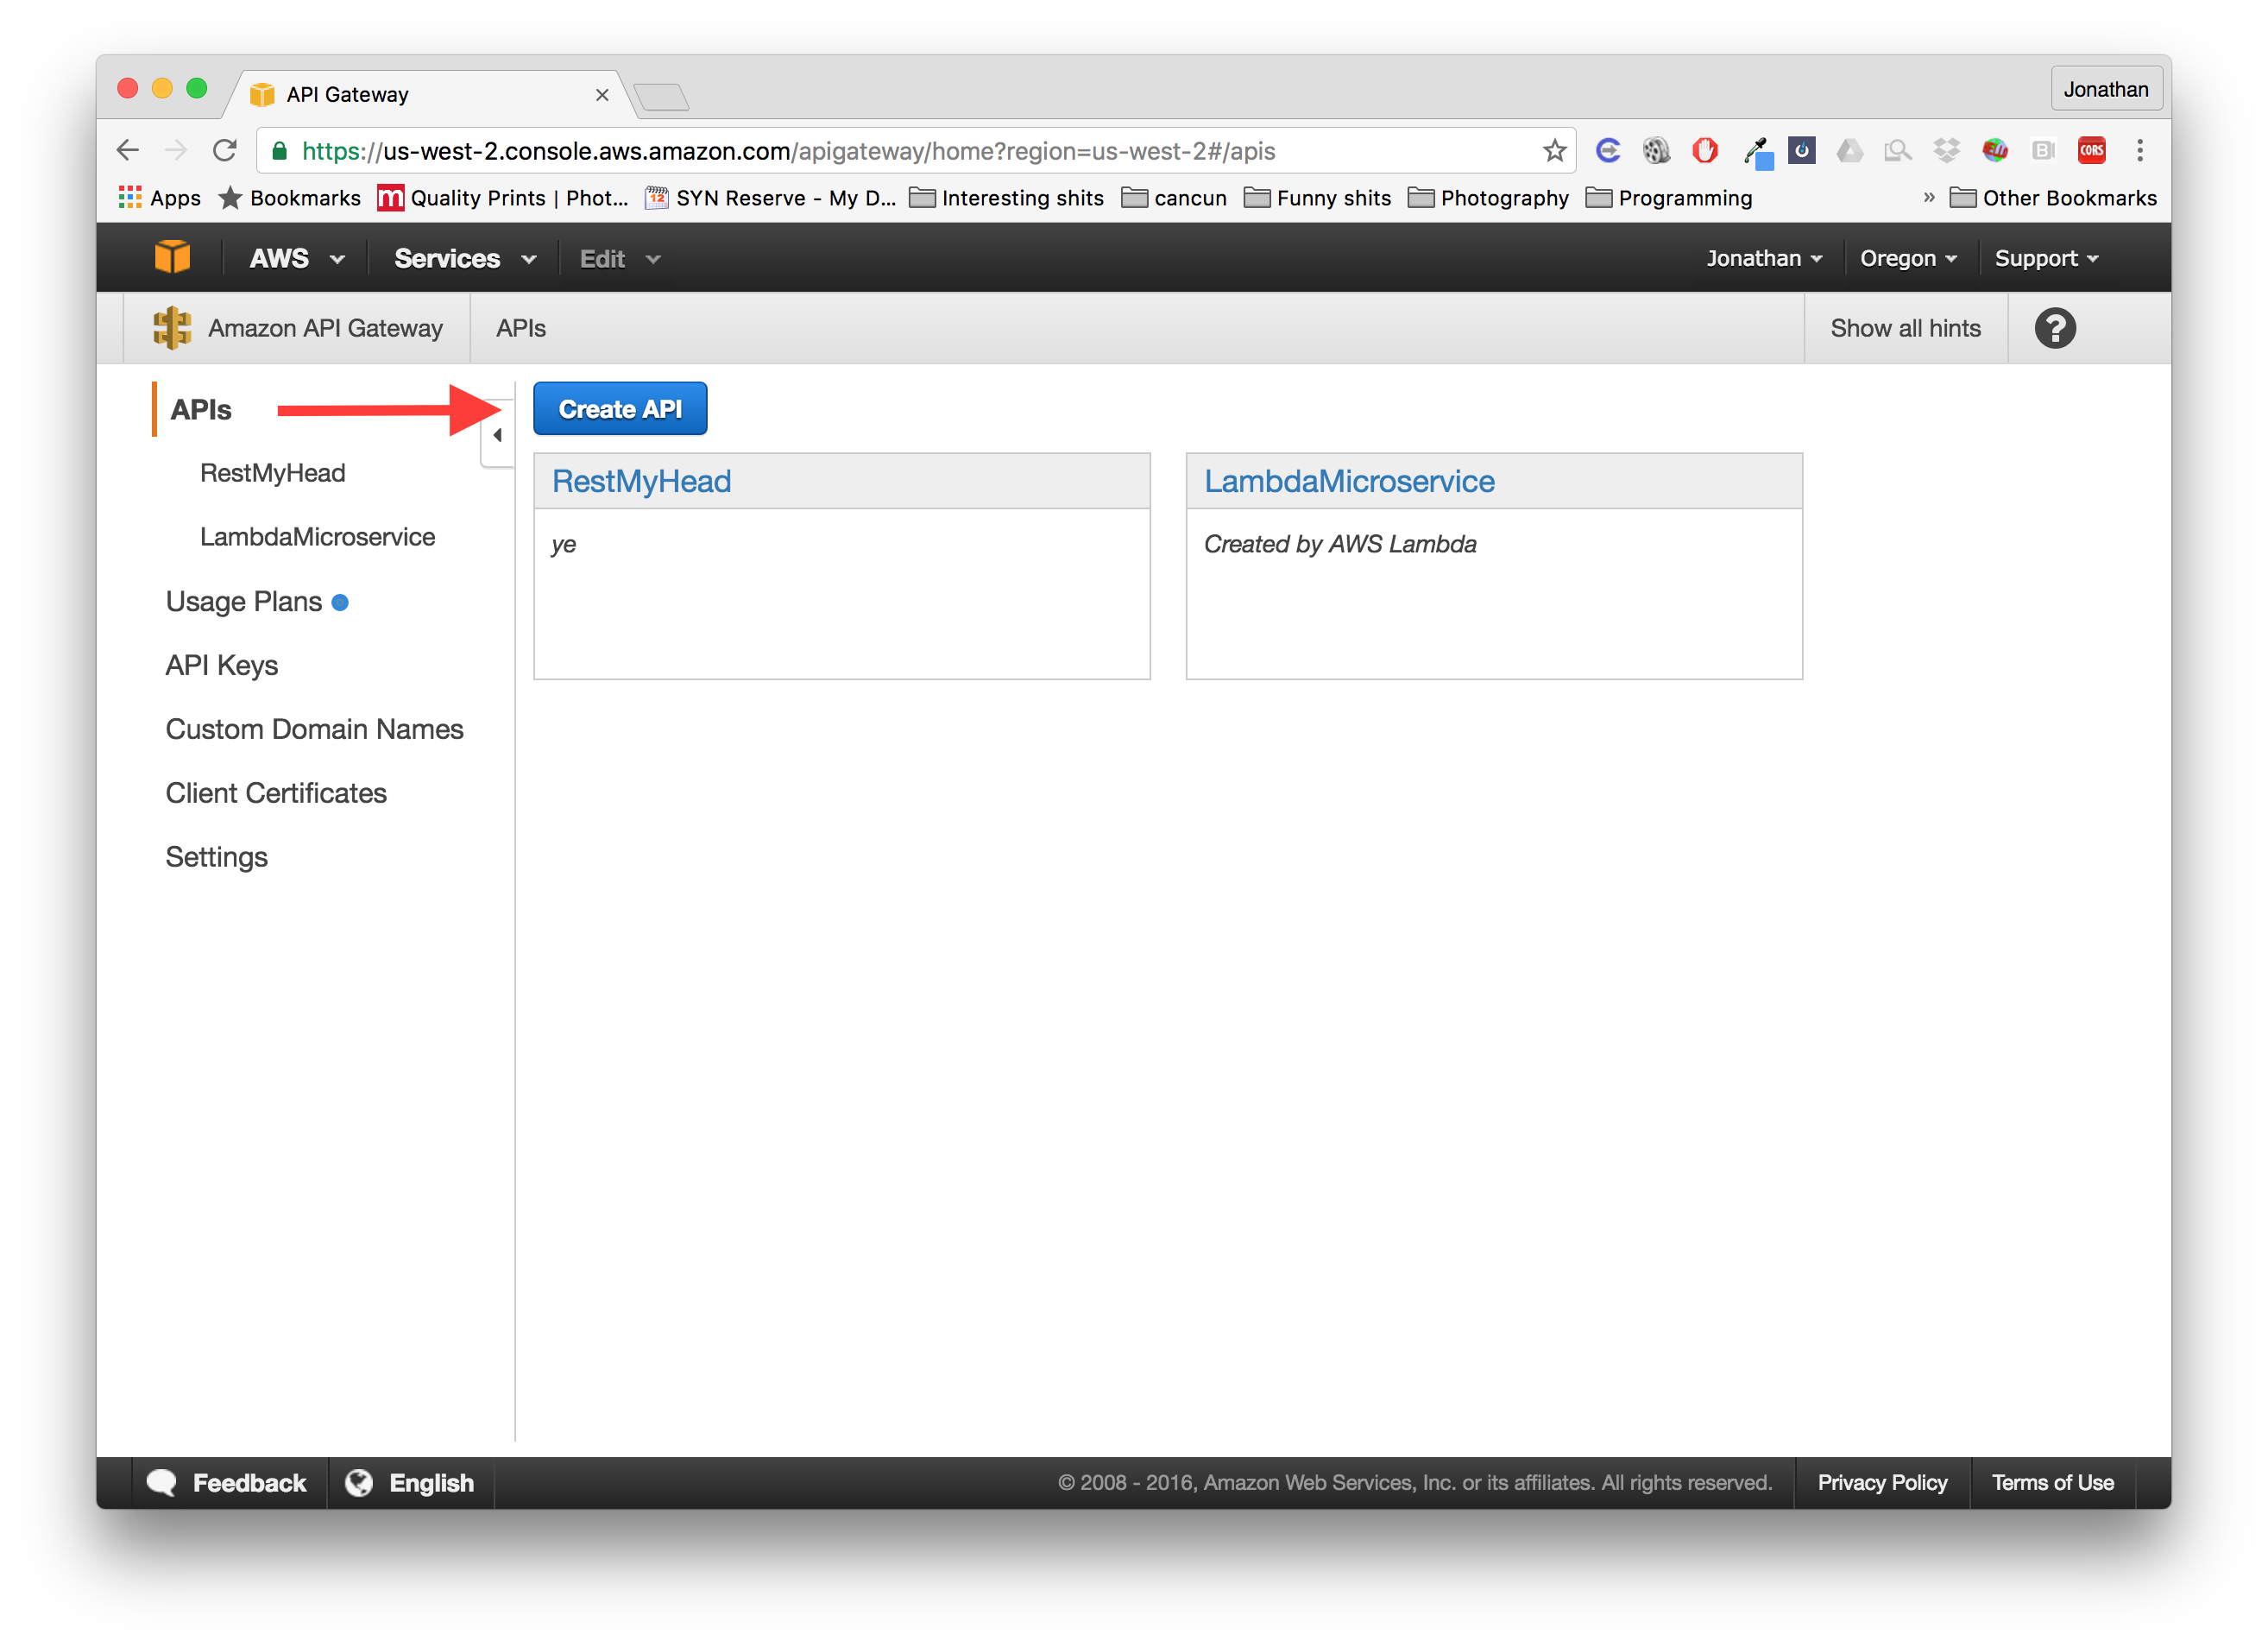 API Gateway
Jonathan
https://us-west-2.console.aws.amazon.com/apigateway/home?region=us-west-2#/apis
CORS
Apps Bookmarks m Quality Prints | Phot... 12 SYN Reserve - My D... Interesting shits cancun Funny shits Photography Programming » Other Bookmarks
AWS Services Edit Jonathan Oregon Support
Amazon API Gateway APIs Show all hints ?
APIs
Create API
RestMyHead
LambdaMicroservice
Usage Plans
API Keys
Custom Domain Names
Client Certificates
Settings
RestMyHead
ye
LambdaMicroservice
Created by AWS Lambda
Feedback English © 2008 - 2016, Amazon Web Services, Inc. or its affiliates. All rights reserved. Privacy Policy Terms of Use